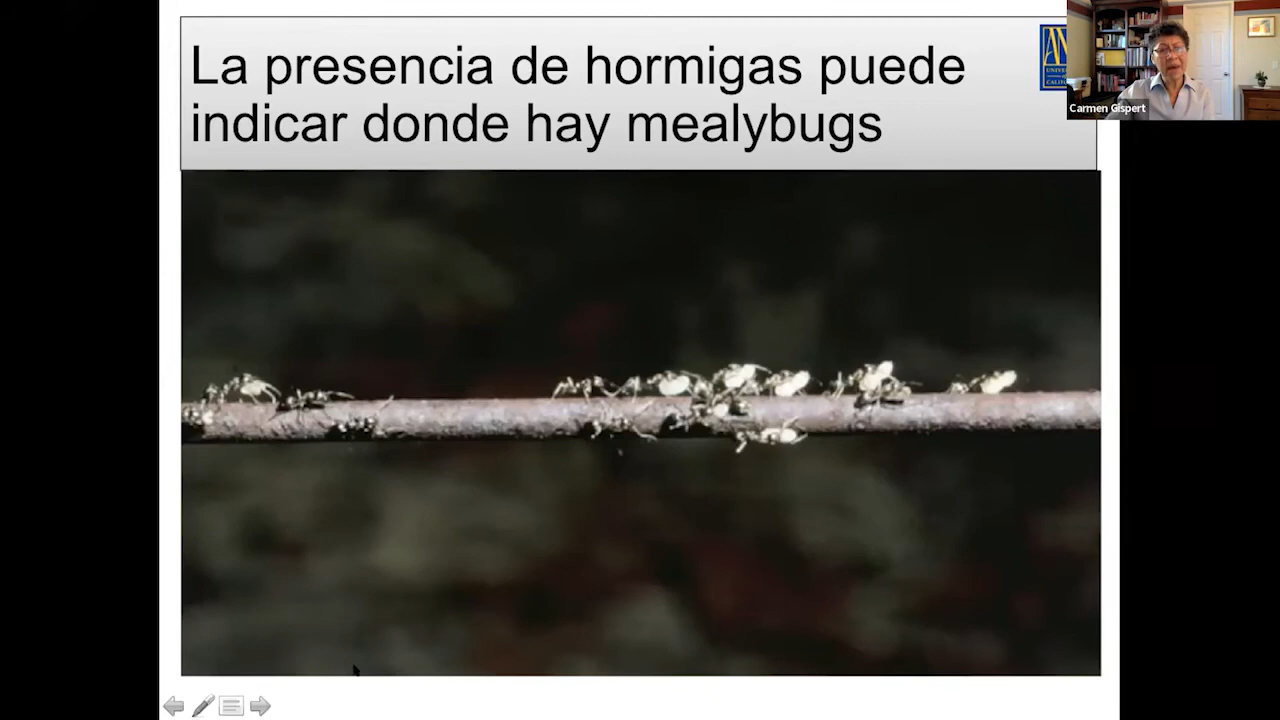 La presencia de hormigas puede
indicar donde hay mealybugs
Carmen Gispert